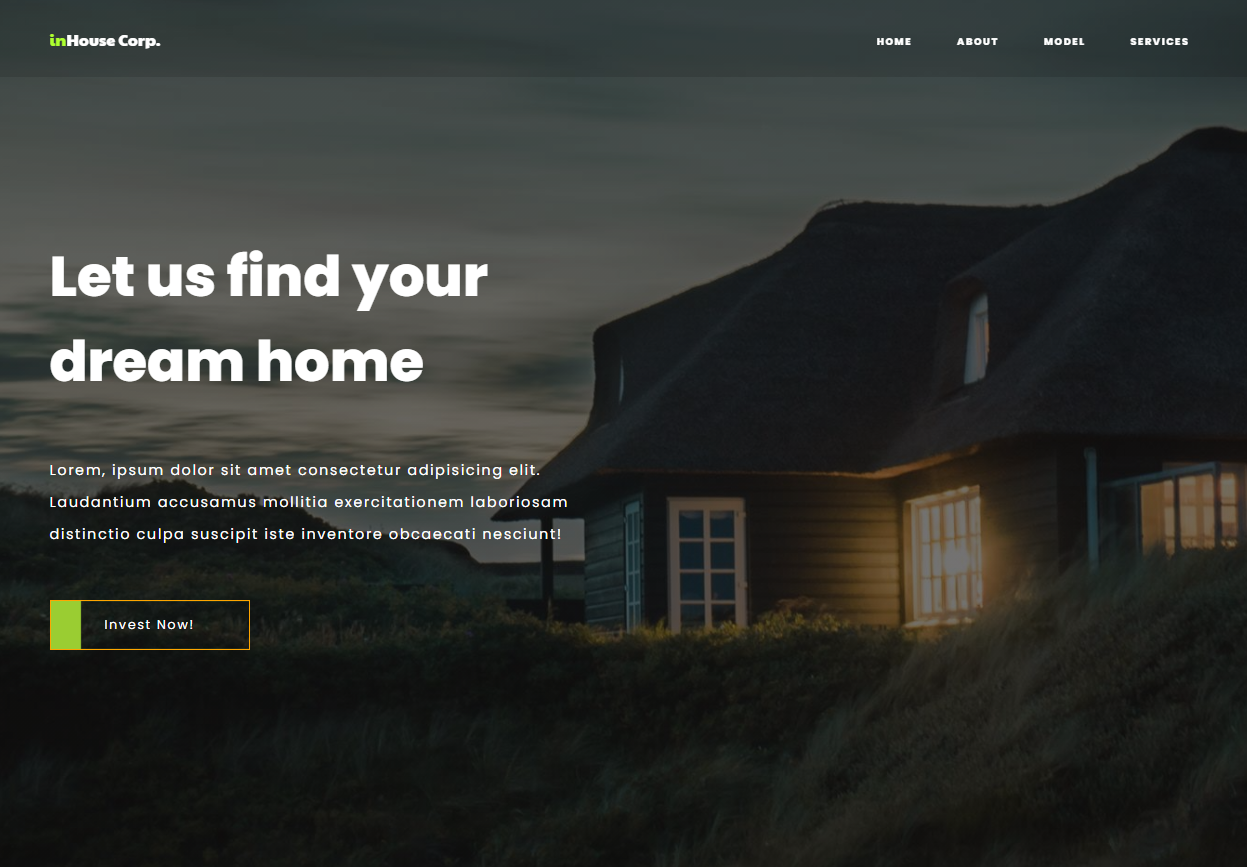 inHouse Corp.
HOME ABOUT MODEL SERVICES
Let us find your
dream home
Lorem, ipsum dolor sit amet consectetur adipisicing elit.
Laudantium accusamus mollitia exercitationem laboriosam
distinctio culpa suscipit iste inventore obcaecati nesciunt!
Invest Now!